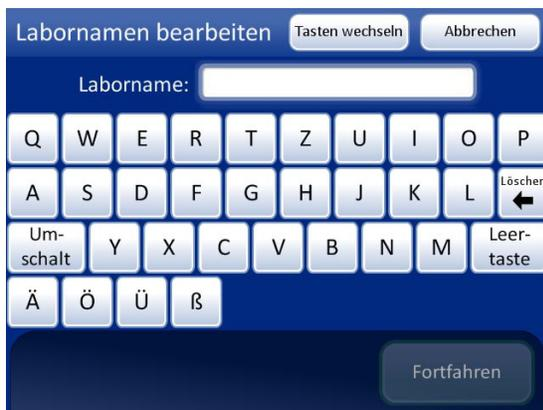 Labornamen bearbeiten Tasten wechseln Abbrechen
Laborname:
Q W E R T Z U I O P
A S D F G H J K L Löschen
Um-
schalt Y X C V B N M Leer-
taste
Ä Ö Ü ß
Fortfahren